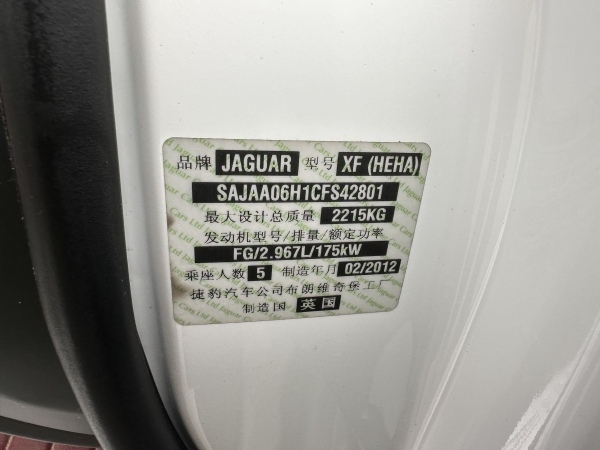 品牌 JAGUAR 型号 XF (HEHA)
SAJAA06H1CFS42801
最大设计总质量 2215KG
发动机型号/排量/额定功率
FG/2.967L/175kW
乘座人数 5 制造年月 02/2012
捷豹汽车公司布朗维奇堡工厂
制造国 英国